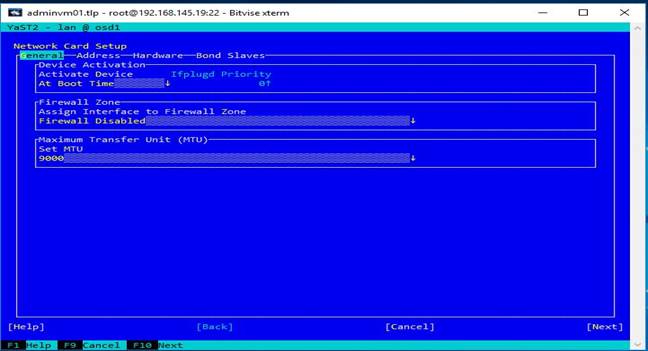 adminvm01.tlp - root@192.168.145.19:22 - Bitvise xterm
YaST2 - lan @ osd1
Network Card Setup
General Address Hardware Bond Slaves
Device Activation
Activate Device Ifplugd Priority
At Boot Time ↓ 0↑
Firewall Zone
Assign Interface to Firewall Zone
Firewall Disabled ↓
Maximum Transfer Unit (MTU)
Set MTU
9000 ↓
[Help] [Back] [Cancel] [Next]
F1 Help F9 Cancel F10 Next